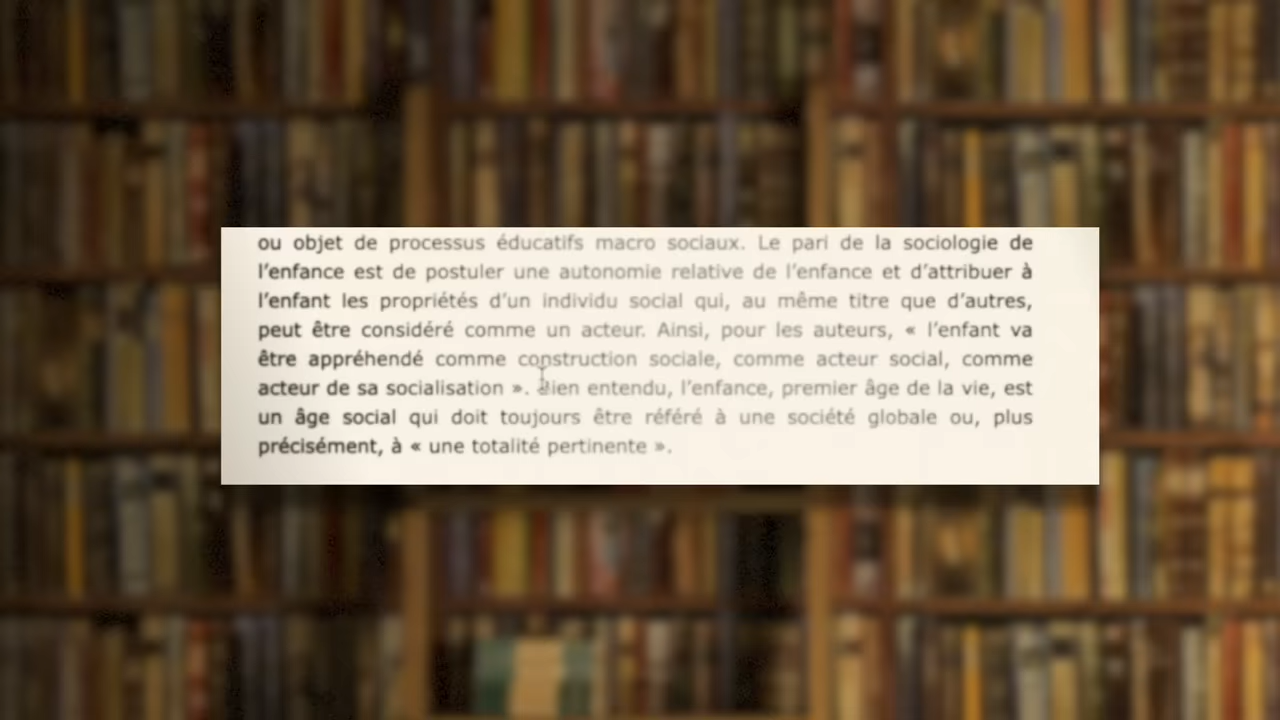 ou objet de processus éducatifs macro sociaux. Le pari de la sociologie de
l’enfance est de postuler une autonomie relative de l’enfance et d’attribuer à
l’enfant les propriétés d’un individu social qui, au même titre que d’autres,
peut être considéré comme un acteur. Ainsi, pour les auteurs, « l’enfant va
être appréhendé comme construction sociale, comme acteur social, comme
acteur de sa socialisation ». Bien entendu, l’enfance, premier âge de la vie, est
un âge social qui doit toujours être référé à une société globale ou, plus
précisément, à « une totalité pertinente ».